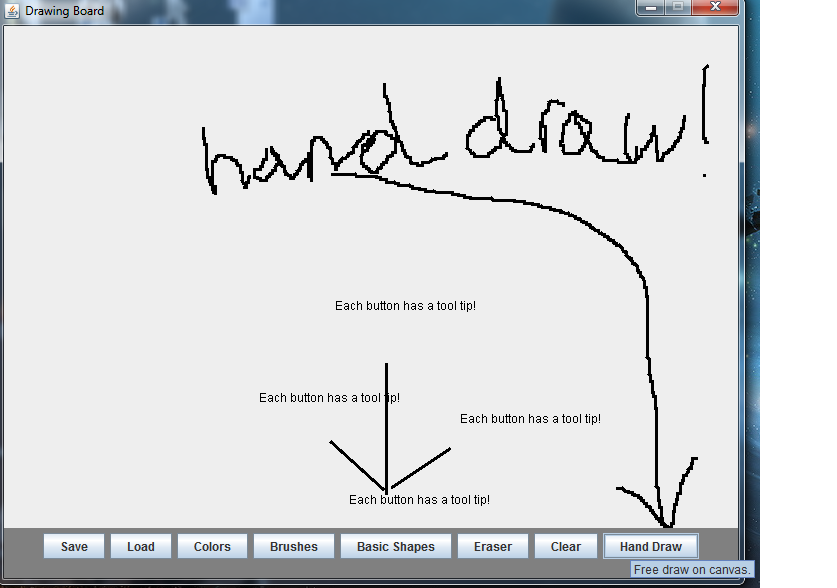 Drawing Board
hand draw!
Each button has a tool tip!
Each button has a tool tip!
Each button has a tool tip!
Each button has a tool tip!
Save Load Colors Brushes Basic Shapes Eraser Clear Hand Draw
Free draw on canvas.